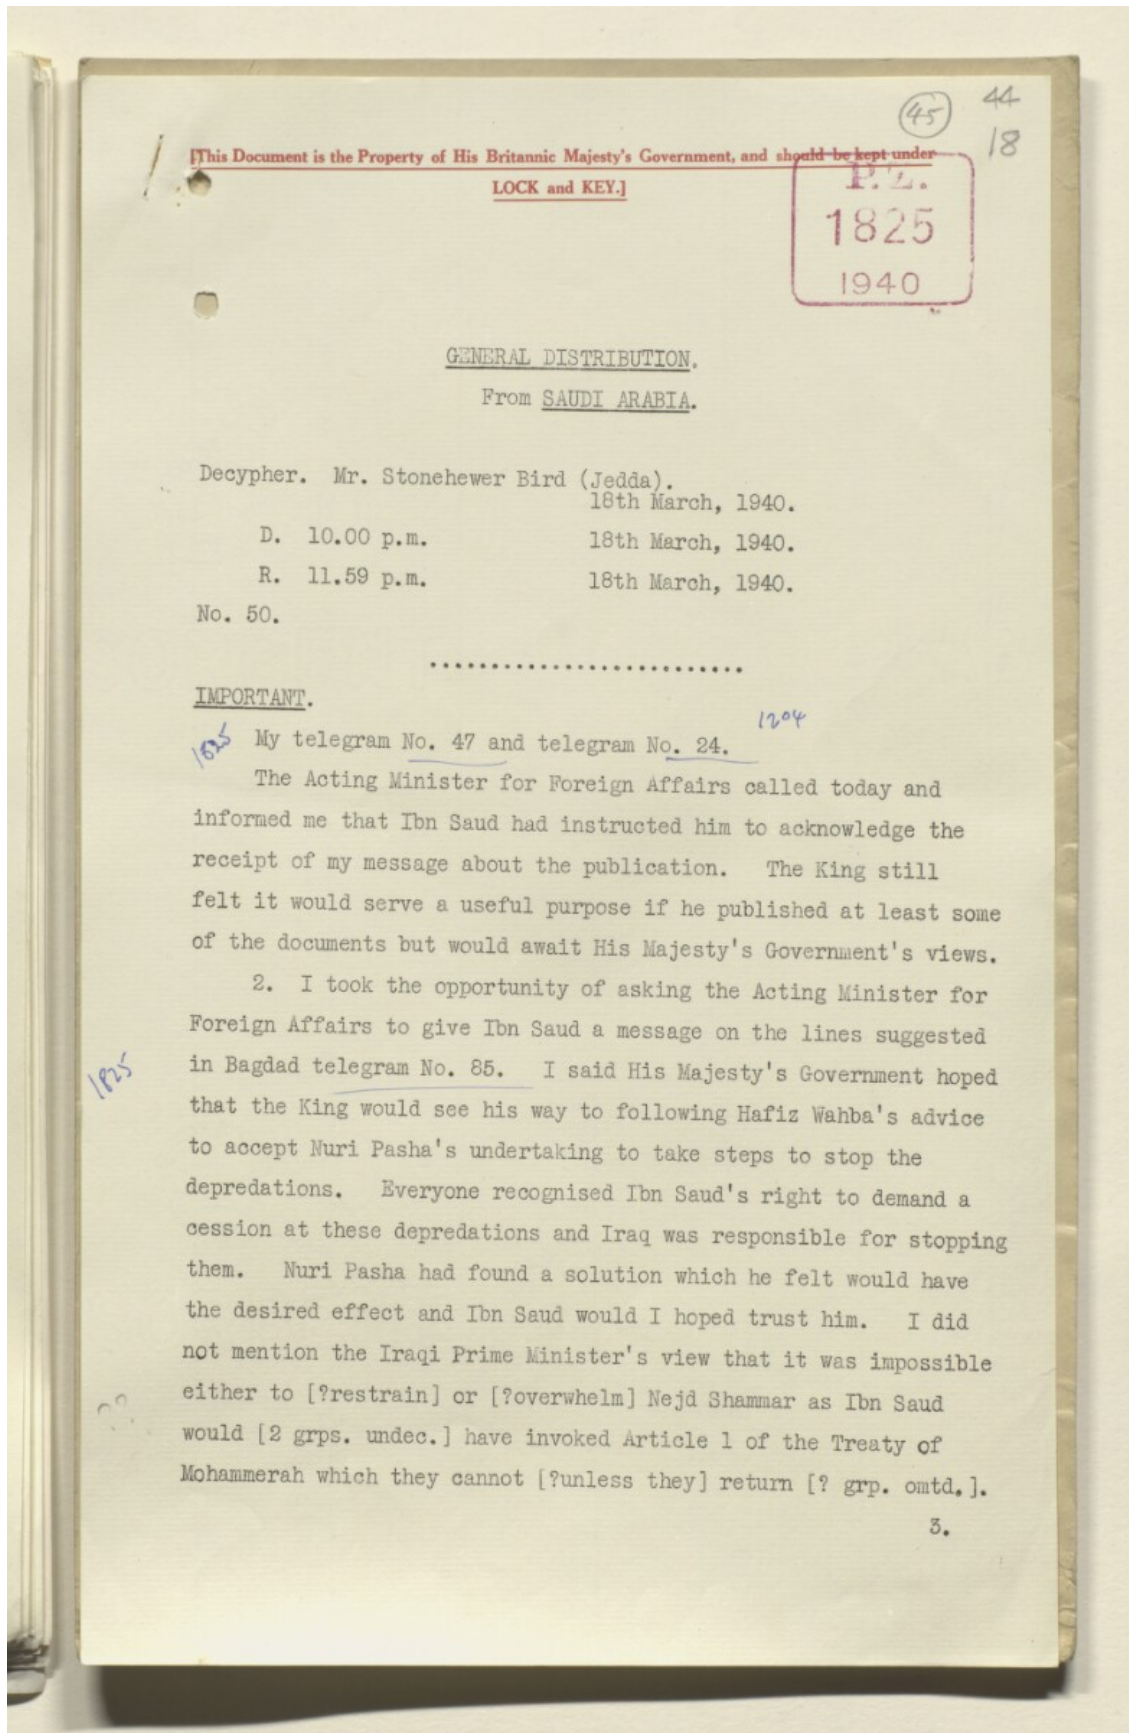 45
44
18
[This Document is the Property of His Britannic Majesty's Government, and should be kept under
LOCK and KEY.]
P.Z.
1825
1940
GENERAL DISTRIBUTION.
From SAUDI ARABIA.
Decypher. Mr. Stonehewer Bird (Jedda).
18th March, 1940.
D. 10.00 p.m. 18th March, 1940.
R. 11.59 p.m. 18th March, 1940.
No. 50.
..........................
IMPORTANT.
1204
1825
My telegram No. 47 and telegram No. 24.
The Acting Minister for Foreign Affairs called today and
informed me that Ibn Saud had instructed him to acknowledge the
receipt of my message about the publication. The King still
felt it would serve a useful purpose if he published at least some
of the documents but would await His Majesty's Government's views.
2. I took the opportunity of asking the Acting Minister for
Foreign Affairs to give Ibn Saud a message on the lines suggested
1825
in Bagdad telegram No. 85. I said His Majesty's Government hoped
that the King would see his way to following Hafiz Wahba's advice
to accept Nuri Pasha's undertaking to take steps to stop the
depredations. Everyone recognised Ibn Saud's right to demand a
cession at these depredations and Iraq was responsible for stopping
them. Nuri Pasha had found a solution which he felt would have
the desired effect and Ibn Saud would I hoped trust him. I did
not mention the Iraqi Prime Minister's view that it was impossible
either to [?restrain] or [?overwhelm] Nejd Shammar as Ibn Saud
??
would [2 grps. undec.] have invoked Article 1 of the Treaty of
Mohammerah which they cannot [?unless they] return [? grp. omtd.].
3.